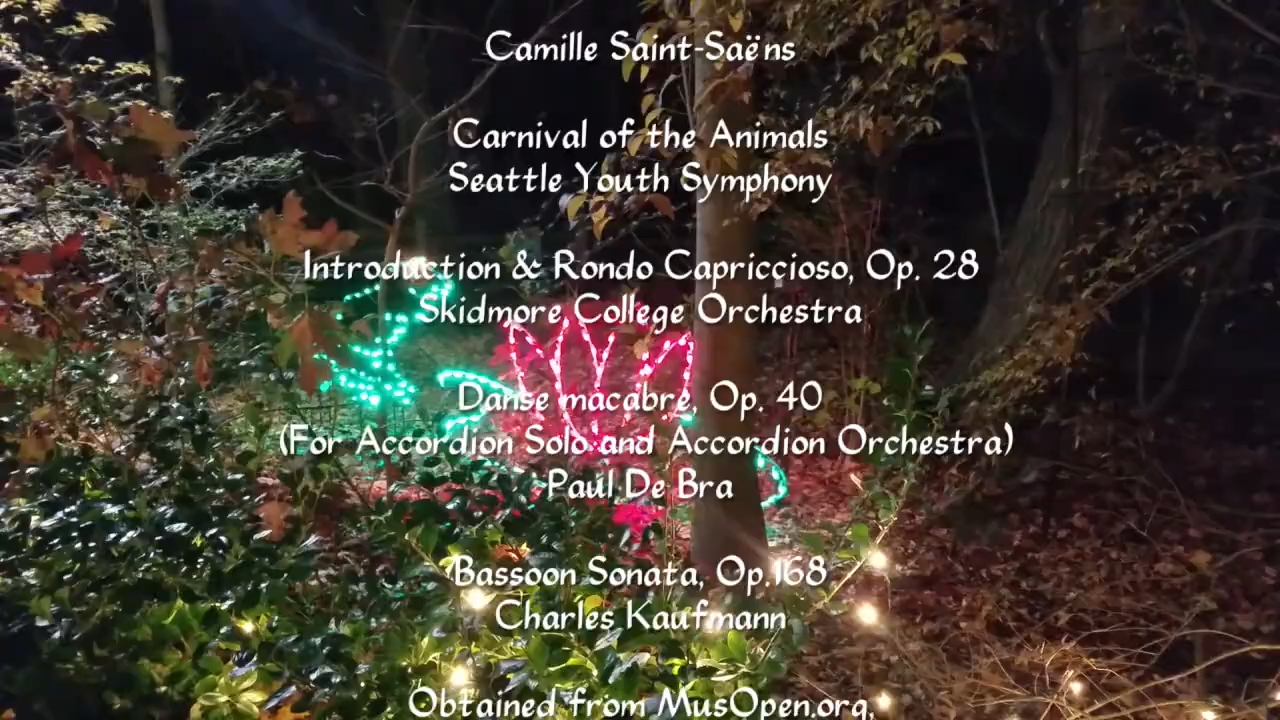 Camille Saint-Saëns
Carnival of the Animals
Seattle Youth Symphony
Introduction & Rondo Capriccioso, Op. 28
Skidmore College Orchestra
Danse macabre, Op. 40
(For Accordion Solo and Accordion Orchestra)
Paul De Bra
Bassoon Sonata, Op.168
Charles Kaufmann
Obtained from MusOpen.org,